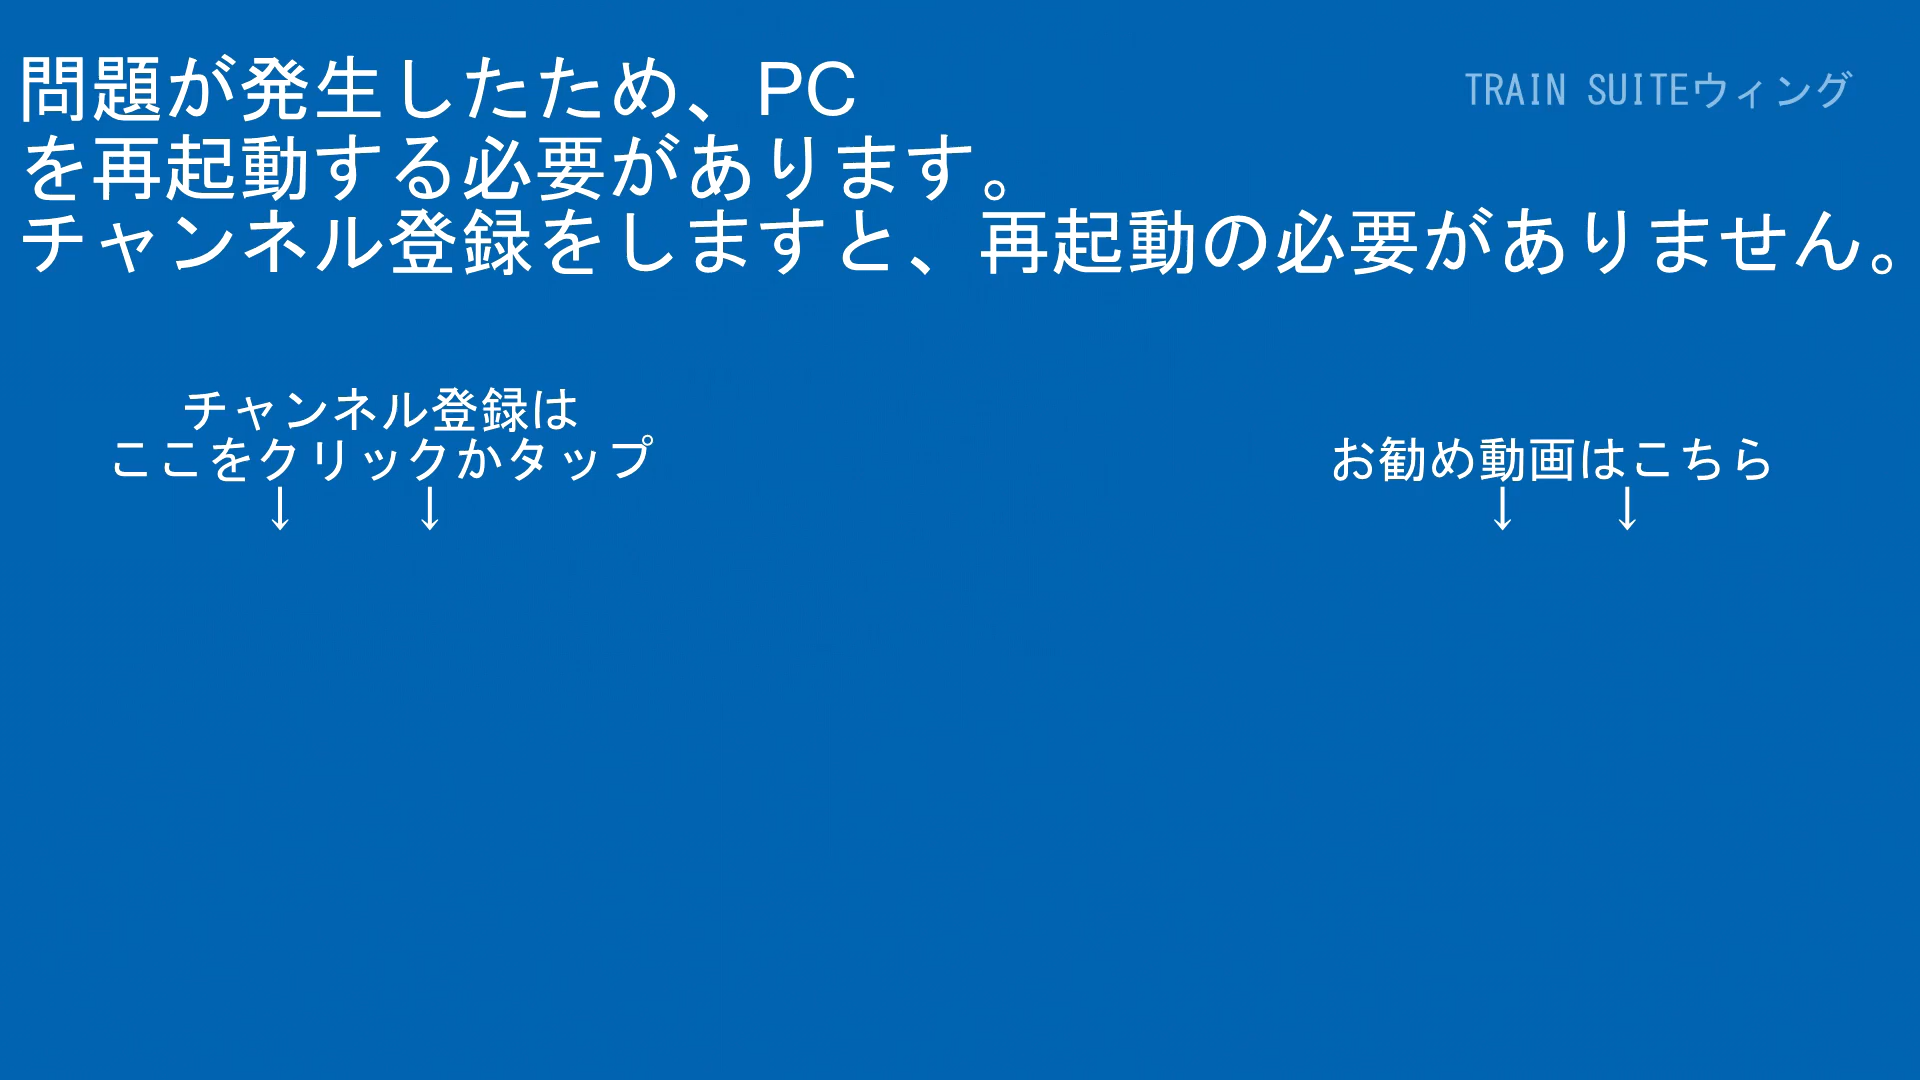 問題が発生したため、PC
を再起動する必要があります。
チャンネル登録をしますと、再起動の必要がありません。
TRAIN SUITEウィング
チャンネル登録は
ここをクリックかタップ
↓ ↓
お勧め動画はこちら
↓ ↓